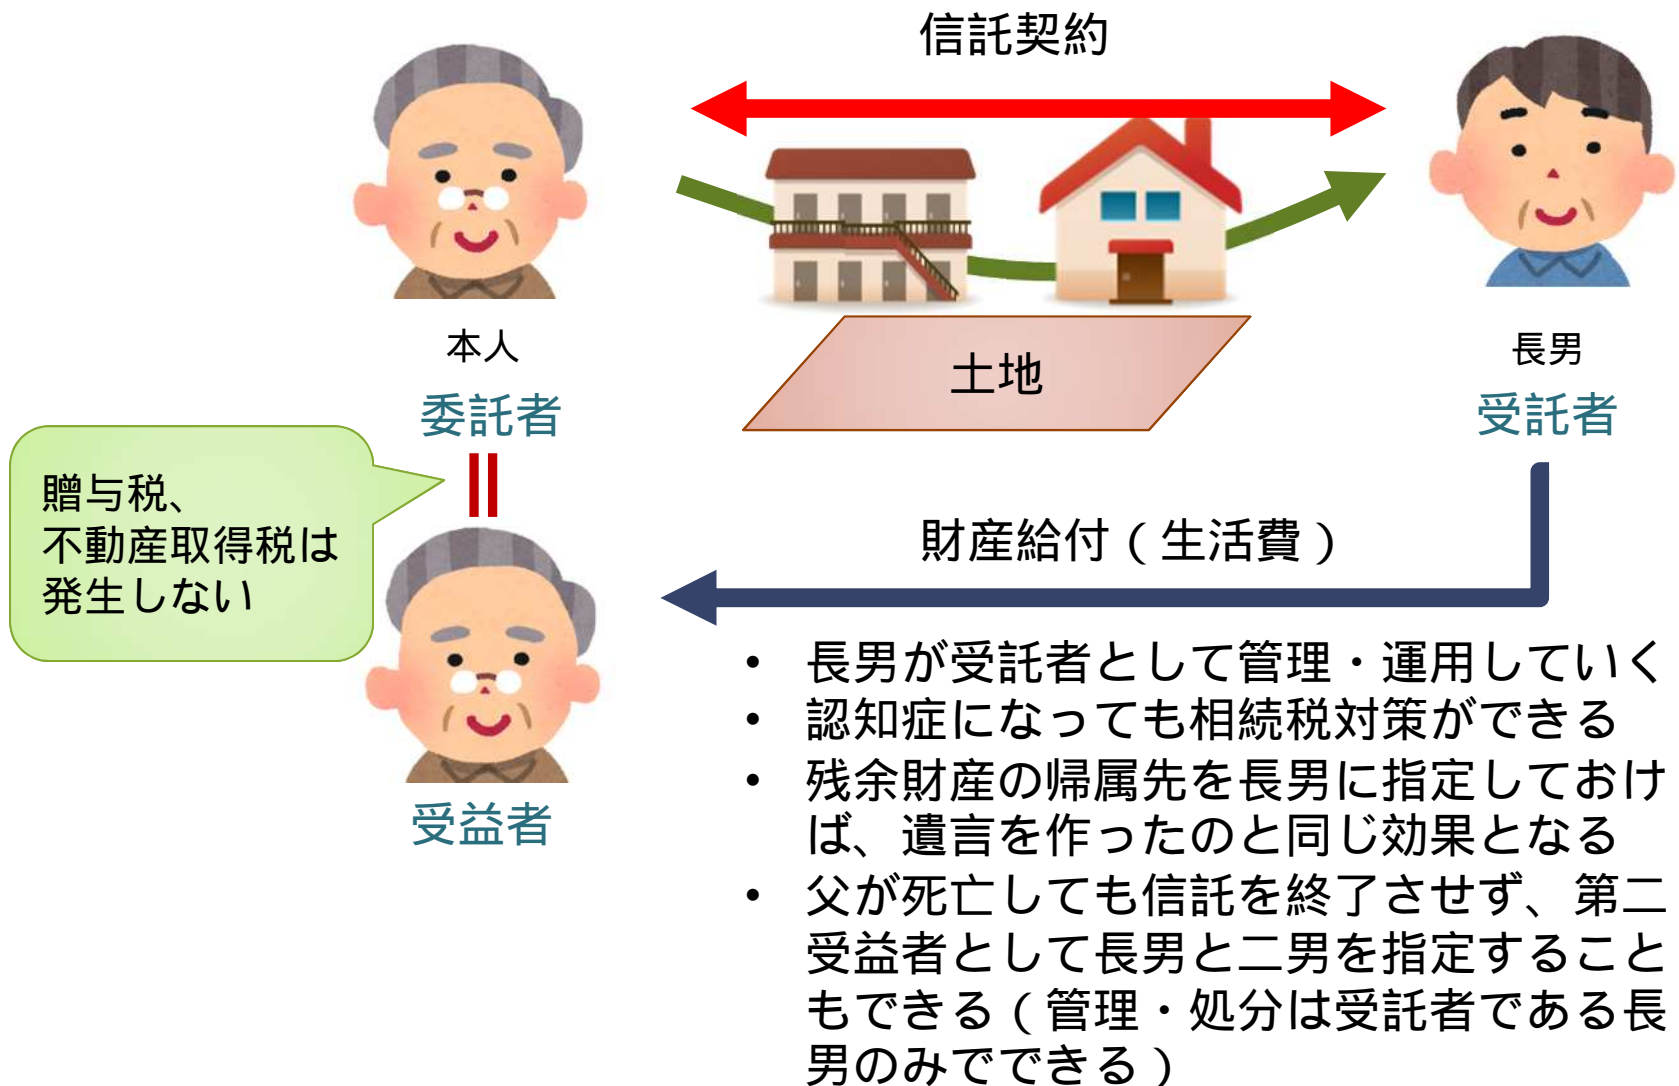 信託契約
本人
委託者
土地
長男
受託者
贈与税、
不動産取得税は
発生しない
財産給付（生活費）
受益者
• 長男が受託者として管理・運用していく
• 認知症になっても相続税対策ができる
• 残余財産の帰属先を長男に指定しておけ
ば、遺言を作ったのと同じ効果となる
• 父が死亡しても信託を終了させず、第二
受益者として長男と二男を指定すること
もできる（管理・処分は受託者である長
男のみでできる）